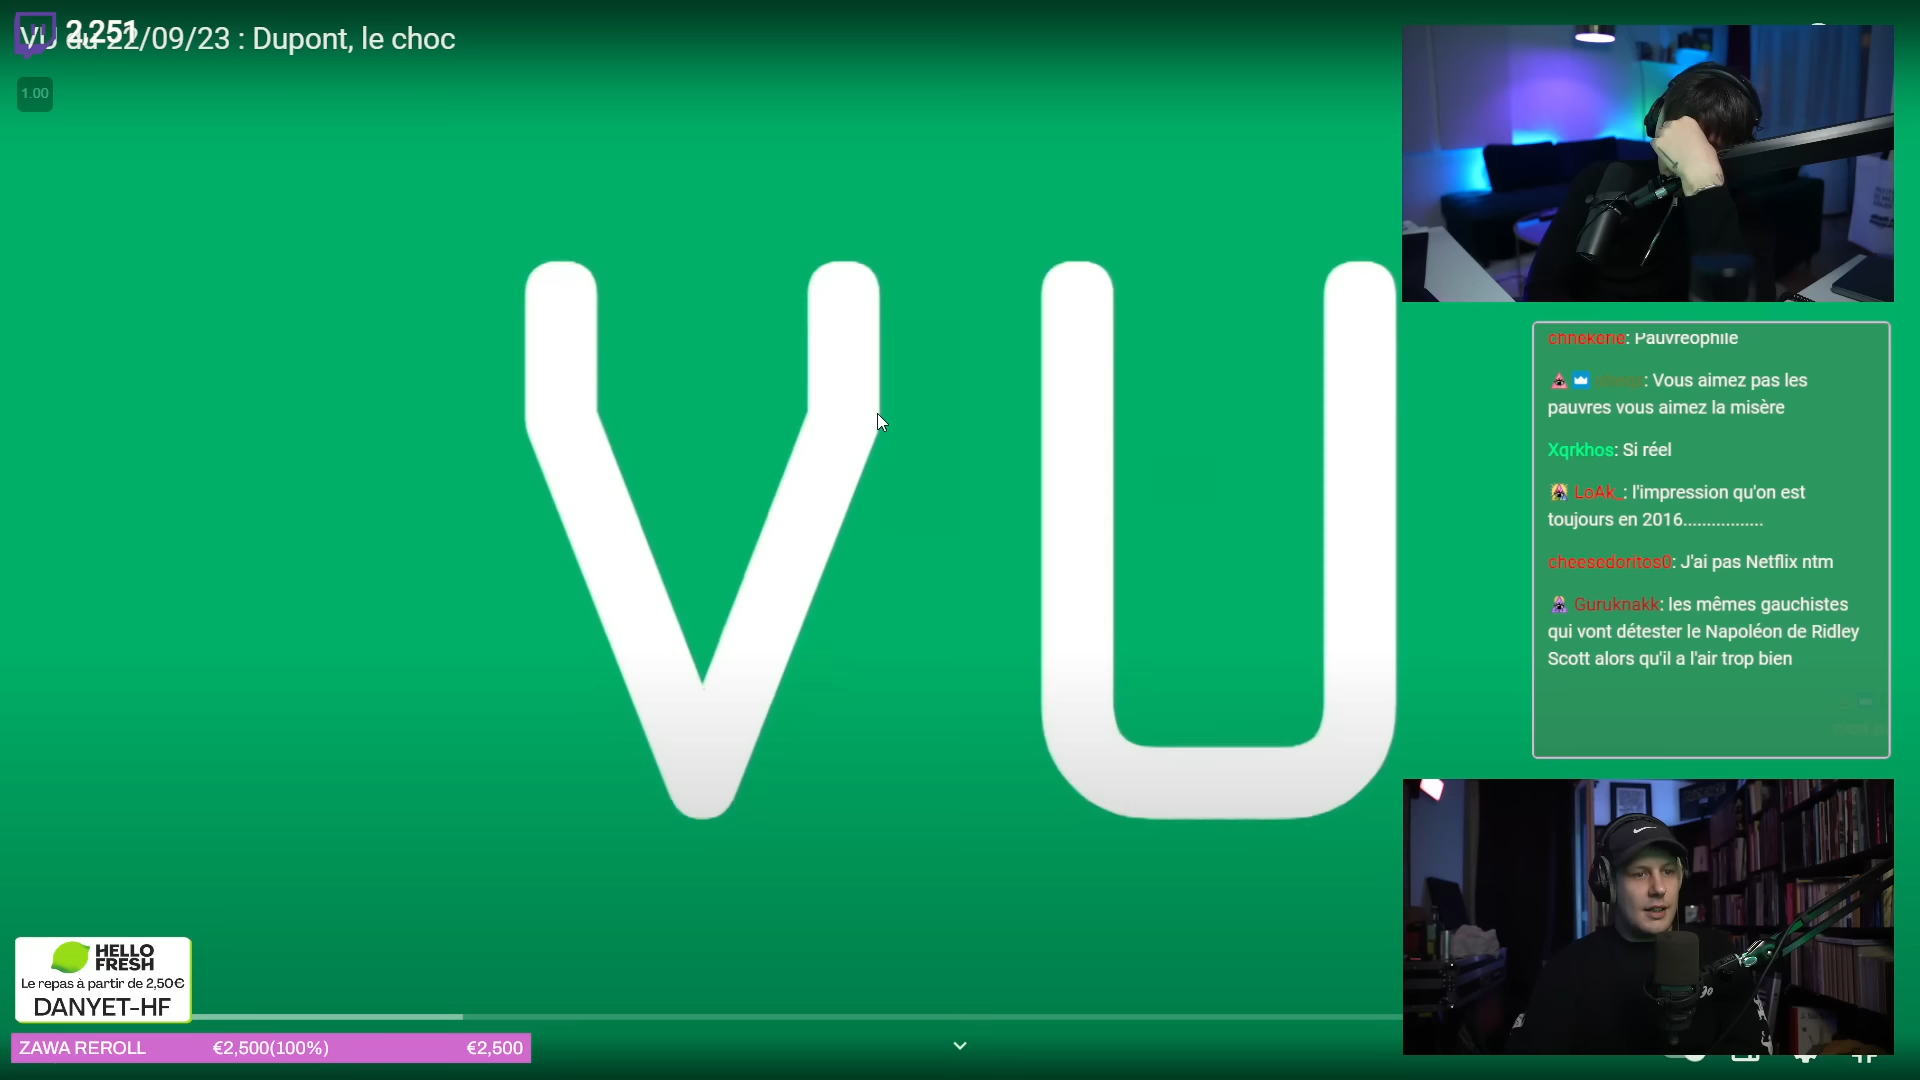 2,251
VU du 22/09/23 : Dupont, le choc
1.00
VU
chnekerie: Pauvreophile
: Vous aimez pas les
pauvres vous aimez la misère
Xqrkhos: Si réel
LoAk_: l'impression qu'on est
toujours en 2016.................
cheesedoritos0: J'ai pas Netflix ntm
Guruknakk: les mêmes gauchistes
qui vont détester le Napoléon de Ridley
Scott alors qu'il a l'air trop bien
HELLO
FRESH
Le repas à partir de 2,50€
DANYET-HF
ZAWA REROLL €2,500(100%) €2,500